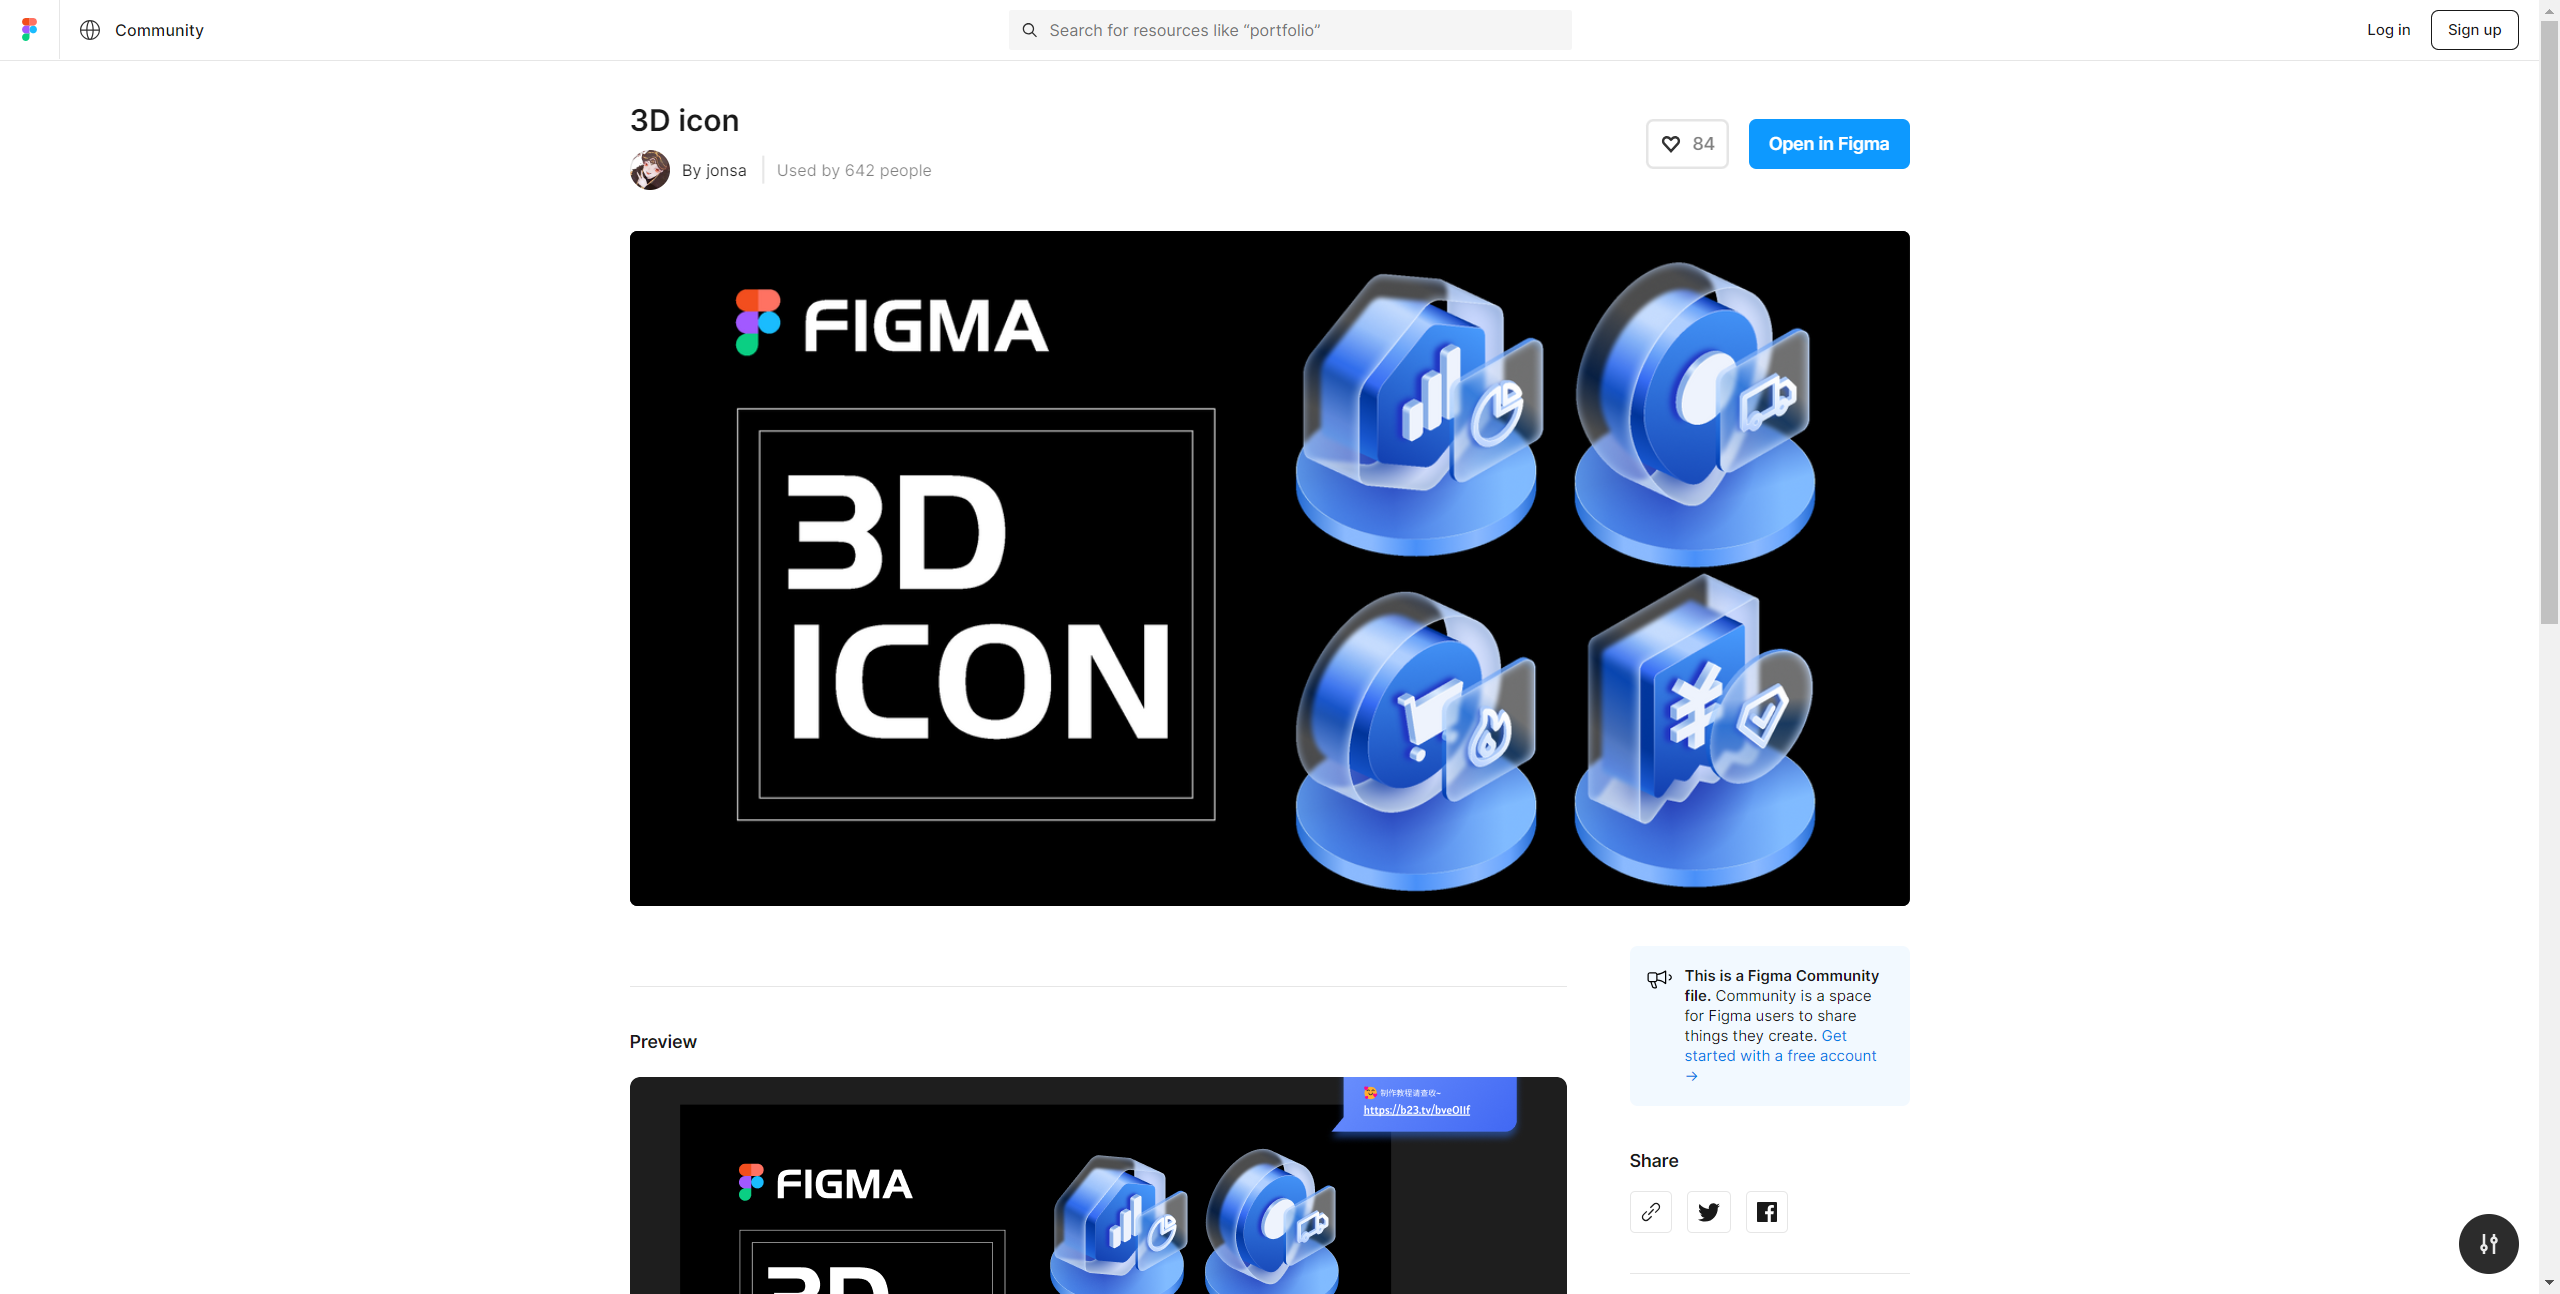 Community
Search for resources like “portfolio”
Log in
Sign up
3D icon
By jonsa
Used by 642 people
84
Open in Figma
FIGMA
3D
ICON
This is a Figma Community
file. Community is a space
for Figma users to share
things they create. Get
started with a free account
→
Preview
制作教程请查收~
https://b23.tv/bveOIIf
FIGMA
3D
Share